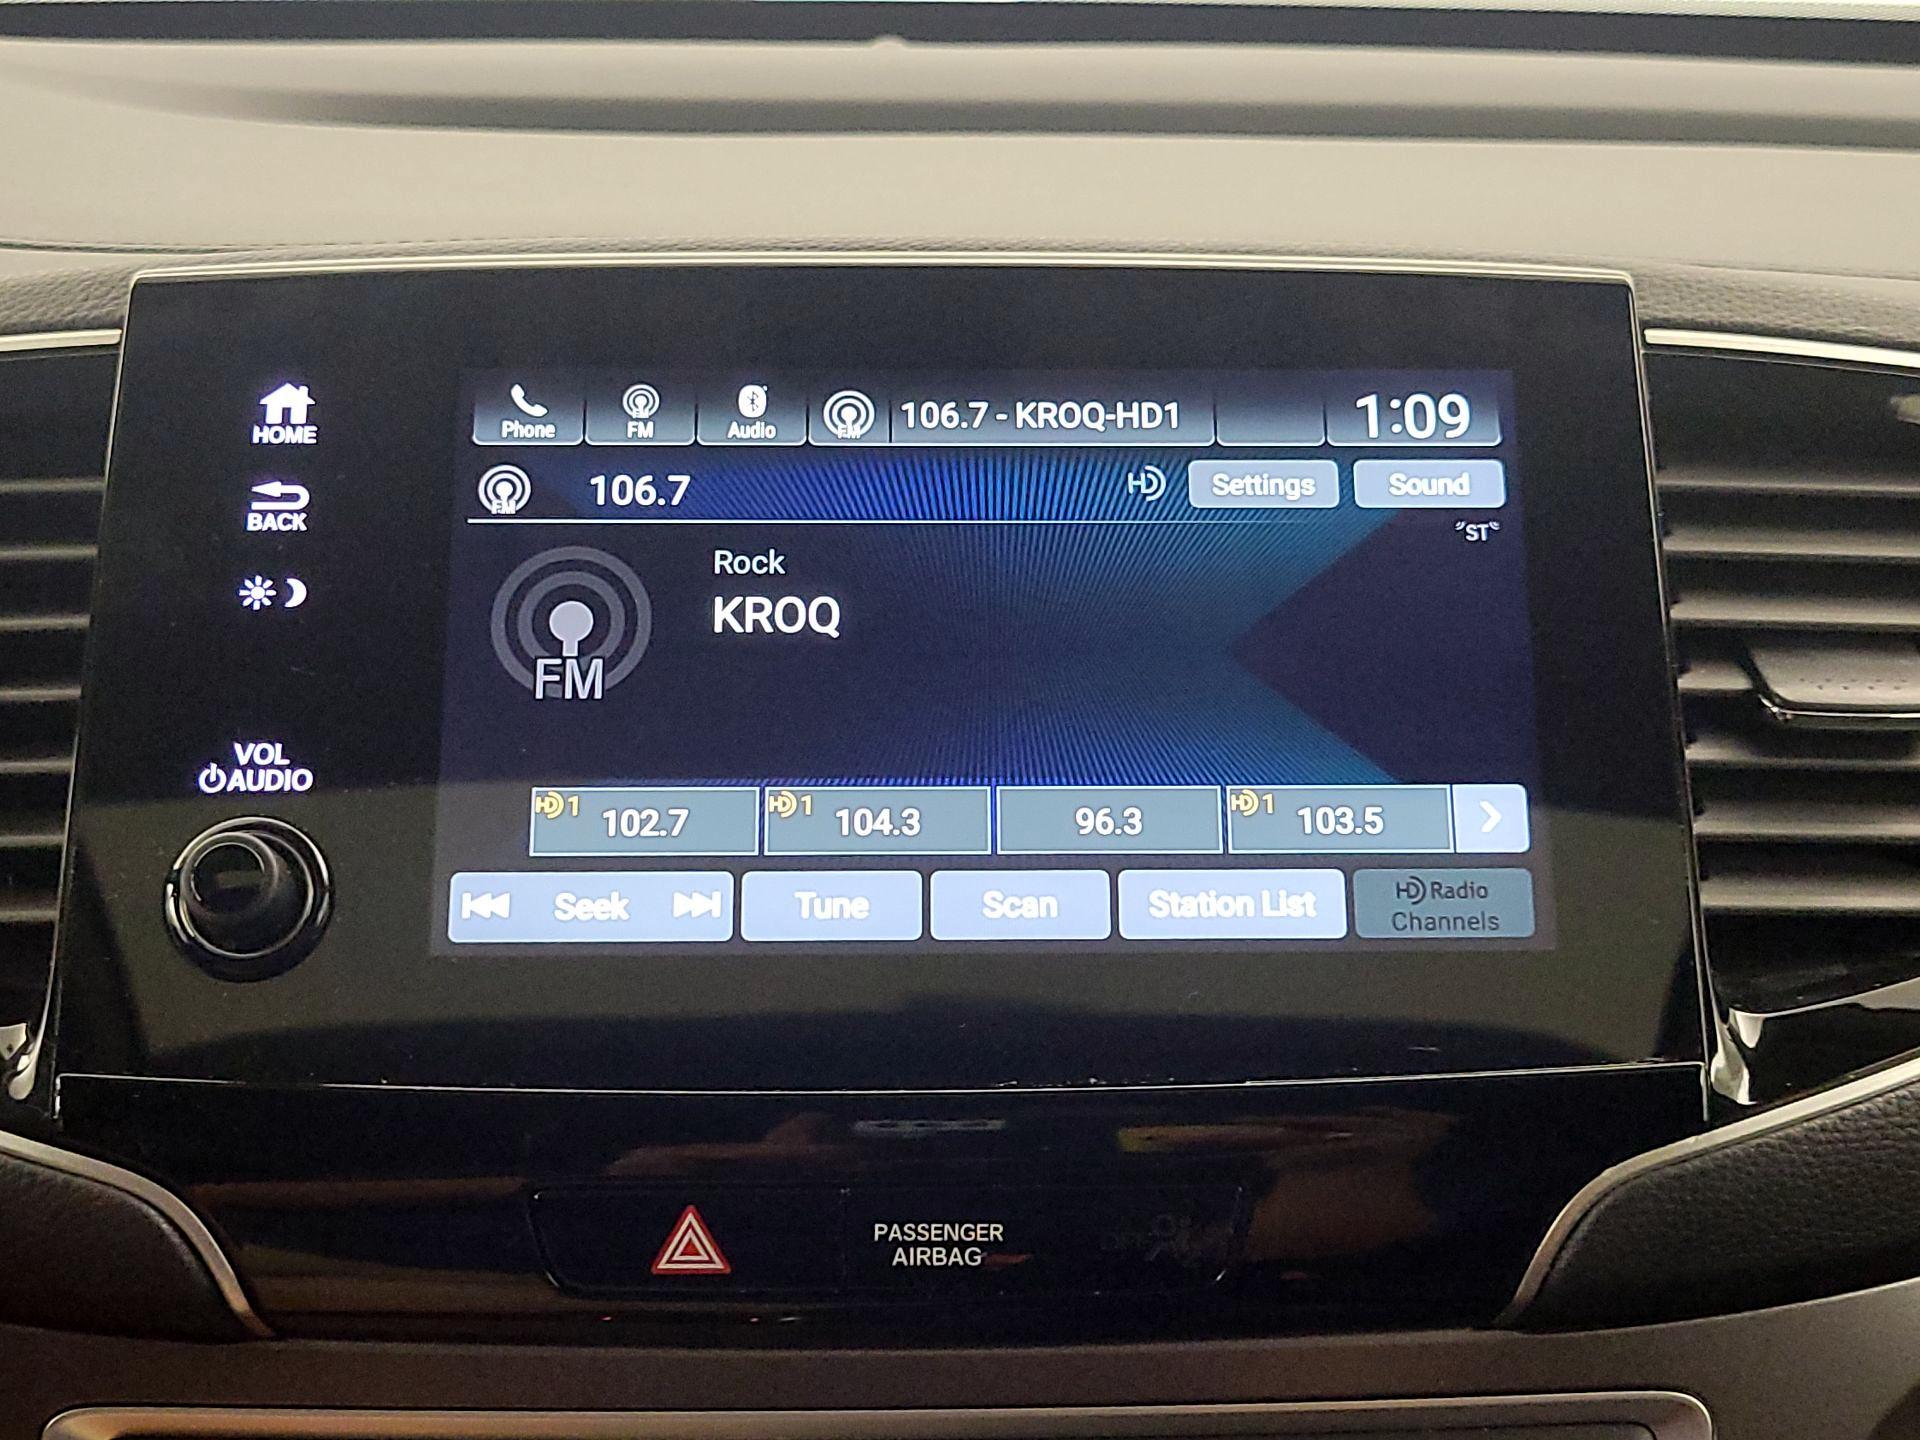 HOME
BACK
VOL
AUDIO
Phone
FM
FM
Audio
FM
106.7 - KROQ-HD1
1:09
FM
106.7
HD
Settings
Sound
"ST"
FM
Rock
KROQ
HD 1
102.7
HD 1
104.3
96.3
HD 1
103.5
Seek
Tune
Scan
Station List
HD Radio
Channels
PASSENGER
AIRBAG